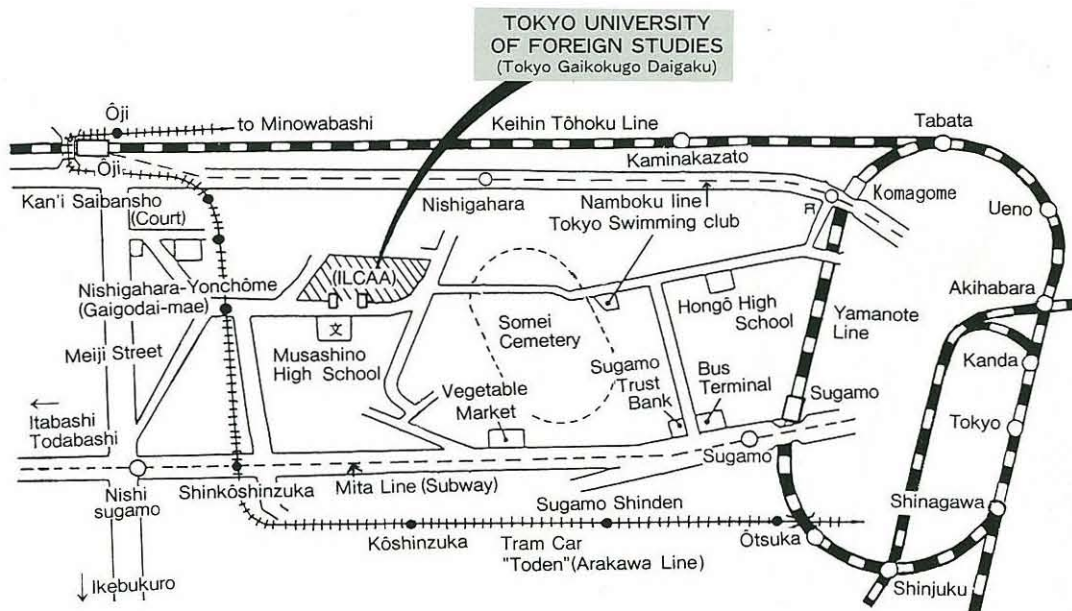 TOKYO UNIVERSITY
OF FOREIGN STUDIES
(Tokyo Gaikokugo Daigaku)
Ôji
to Minowabashi
Keihin Tôhoku Line
Tabata
Kaminakazato
Ôji
Kan'i Saibansho
(Court)
Nishigahara
Namboku line
Tokyo Swimming club
Komagome
Ueno
(ILCAA)
Nishigahara-Yonchôme
(Gaigodai-mae)
Hongô High
School
Akihabara
Yamanote
Line
文
Somei
Cemetery
Meiji Street
Musashino
High School
Kanda
Sugamo
Trust
Bank
Bus
Terminal
Sugamo
Vegetable
Market
←
Itabashi
Todabashi
Tokyo
Sugamo
Nishi
sugamo
Shinkôshinzuka
Mita Line (Subway)
Sugamo Shinden
Shinagawa
Kôshinzuka
Tram Car
"Toden"(Arakawa Line)
Ôtsuka
↓Ikebukuro
Shinjuku